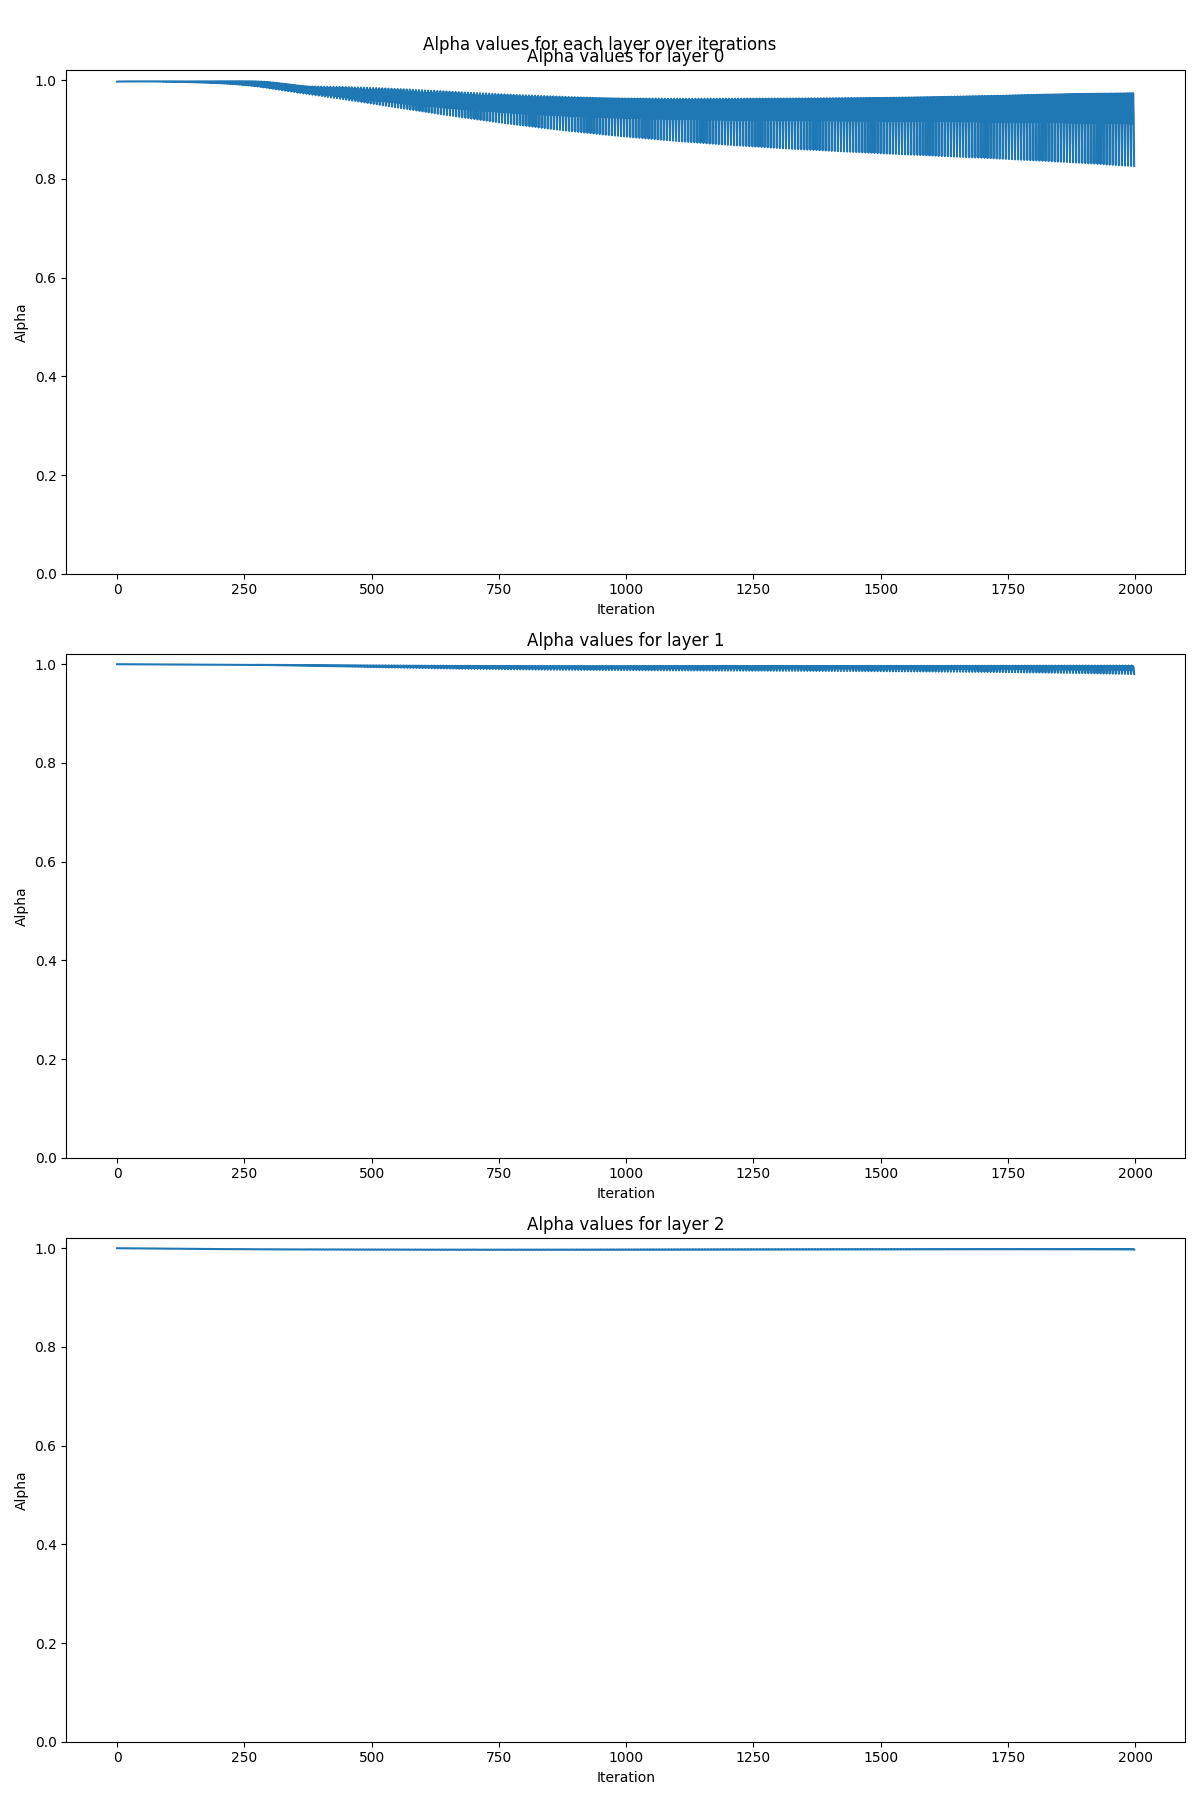 Alpha values for each layer over iterations
Alpha values for layer 0
1.0
0.8
0.6
0.4
0.2
0.0
Alpha
0 250 500 750 1000 1250 1500 1750 2000
Iteration
Alpha values for layer 1
1.0
0.8
0.6
0.4
0.2
0.0
Alpha
0 250 500 750 1000 1250 1500 1750 2000
Iteration
Alpha values for layer 2
1.0
0.8
0.6
0.4
0.2
0.0
Alpha
0 250 500 750 1000 1250 1500 1750 2000
Iteration